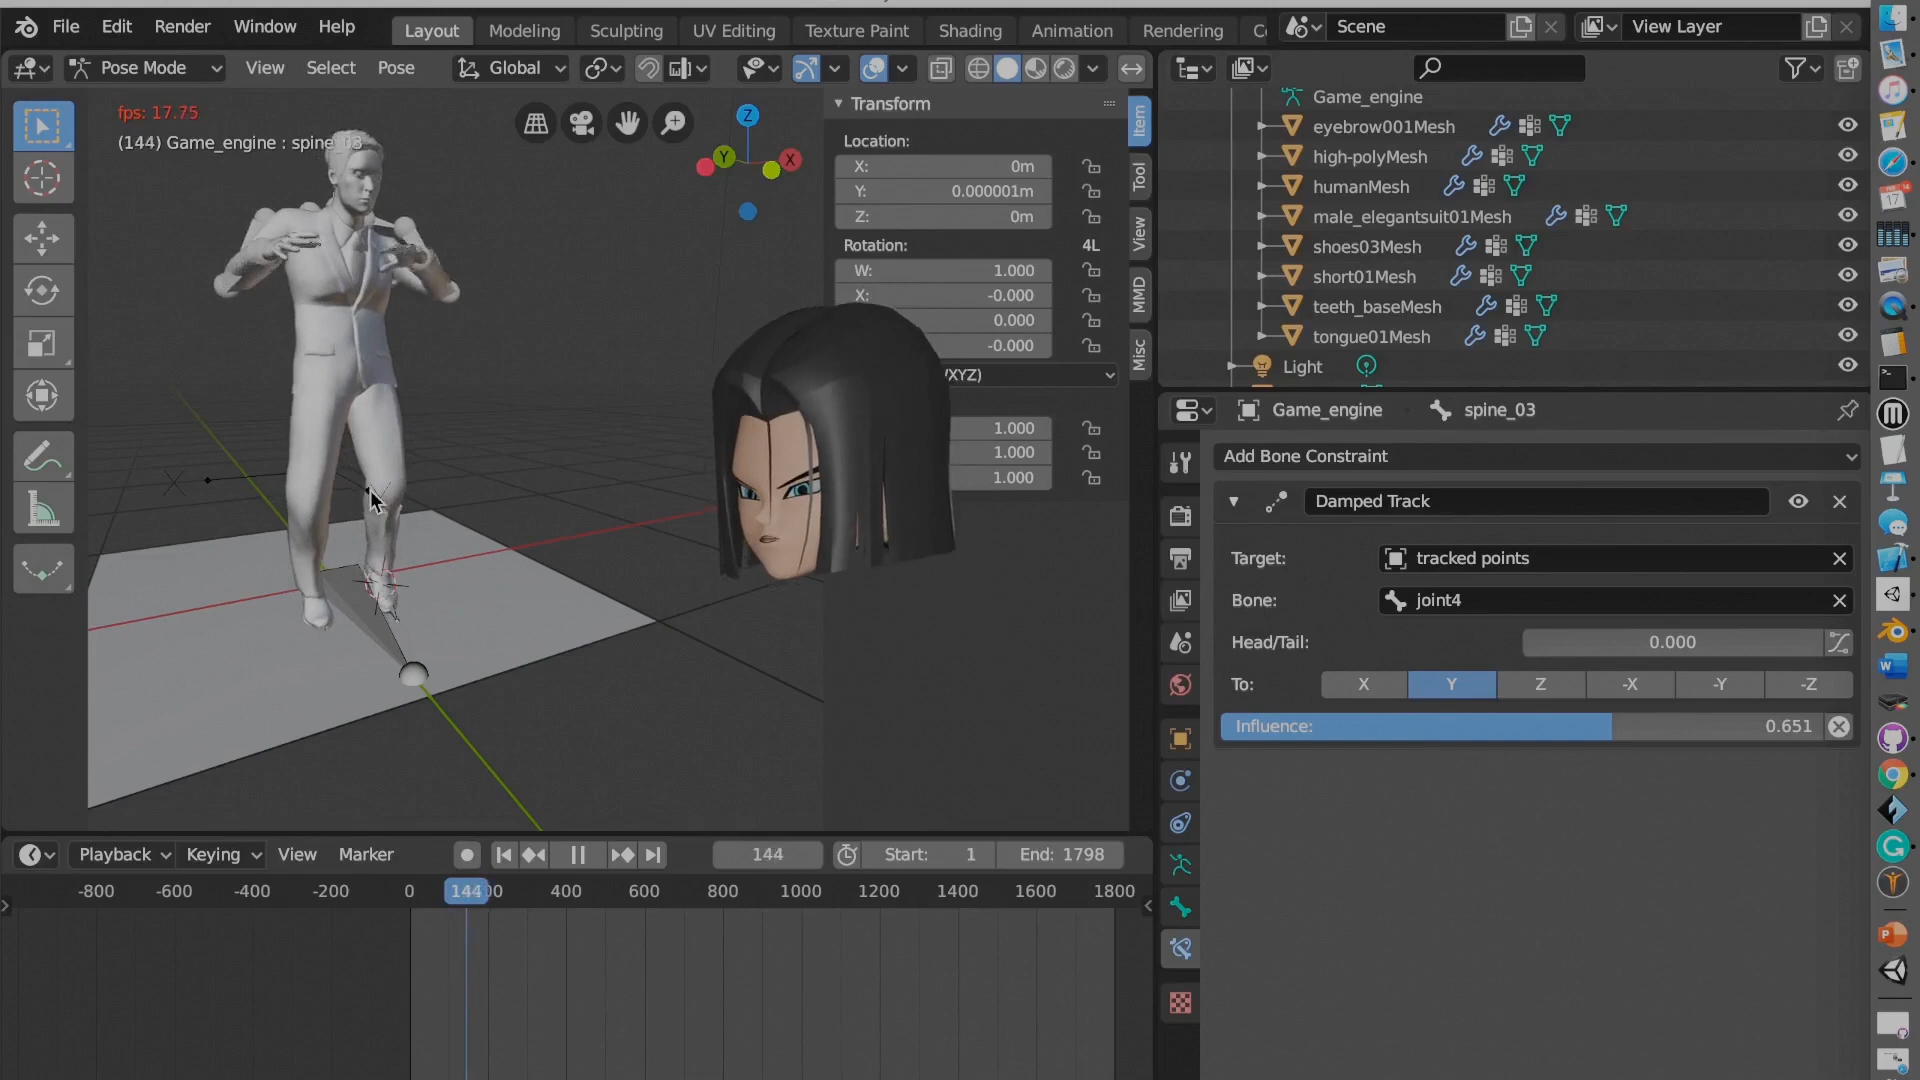 File Edit Render Window Help Layout Modeling Sculpting UV Editing Texture Paint Shading Animation Rendering Scene View Layer
Pose Mode View Select Pose Global
fps: 17.75
(144) Game_engine : spine_03
Z
Y
X
Transform
Location:
X: 0m
Y: 0.000001m
Z: 0m
Rotation: 4L
W: 1.000
X: -0.000
0.000
-0.000
XYZ)
1.000
1.000
1.000
Item
Tool
View
MMD
Misc
Game_engine
eyebrow001Mesh
high-polyMesh
humanMesh
male_elegantsuit01Mesh
shoes03Mesh
short01Mesh
teeth_baseMesh
tongue01Mesh
Light
Game_engine spine_03
Add Bone Constraint
Damped Track
Target: tracked points
Bone: joint4
Head/Tail: 0.000
To: X Y Z -X -Y -Z
Influence: 0.651
Playback Keying View Marker 144 Start: 1 End: 1798
-800 -600 -400 -200 0 144 400 600 800 1000 1200 1400 1600 1800